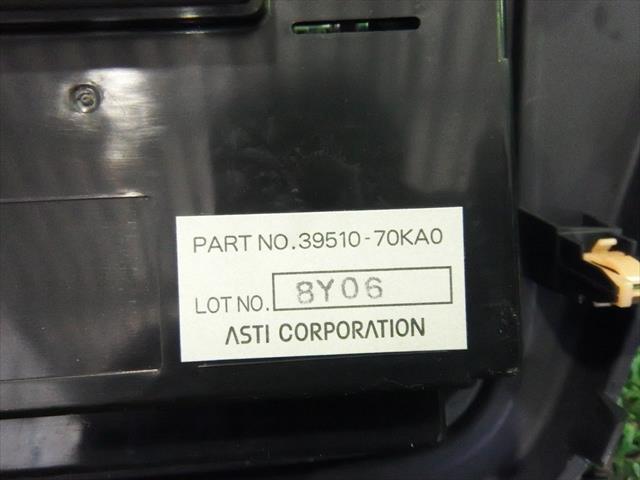 PART NO.39510-70KA0
LOT NO. 8Y06
ASTI CORPORATION